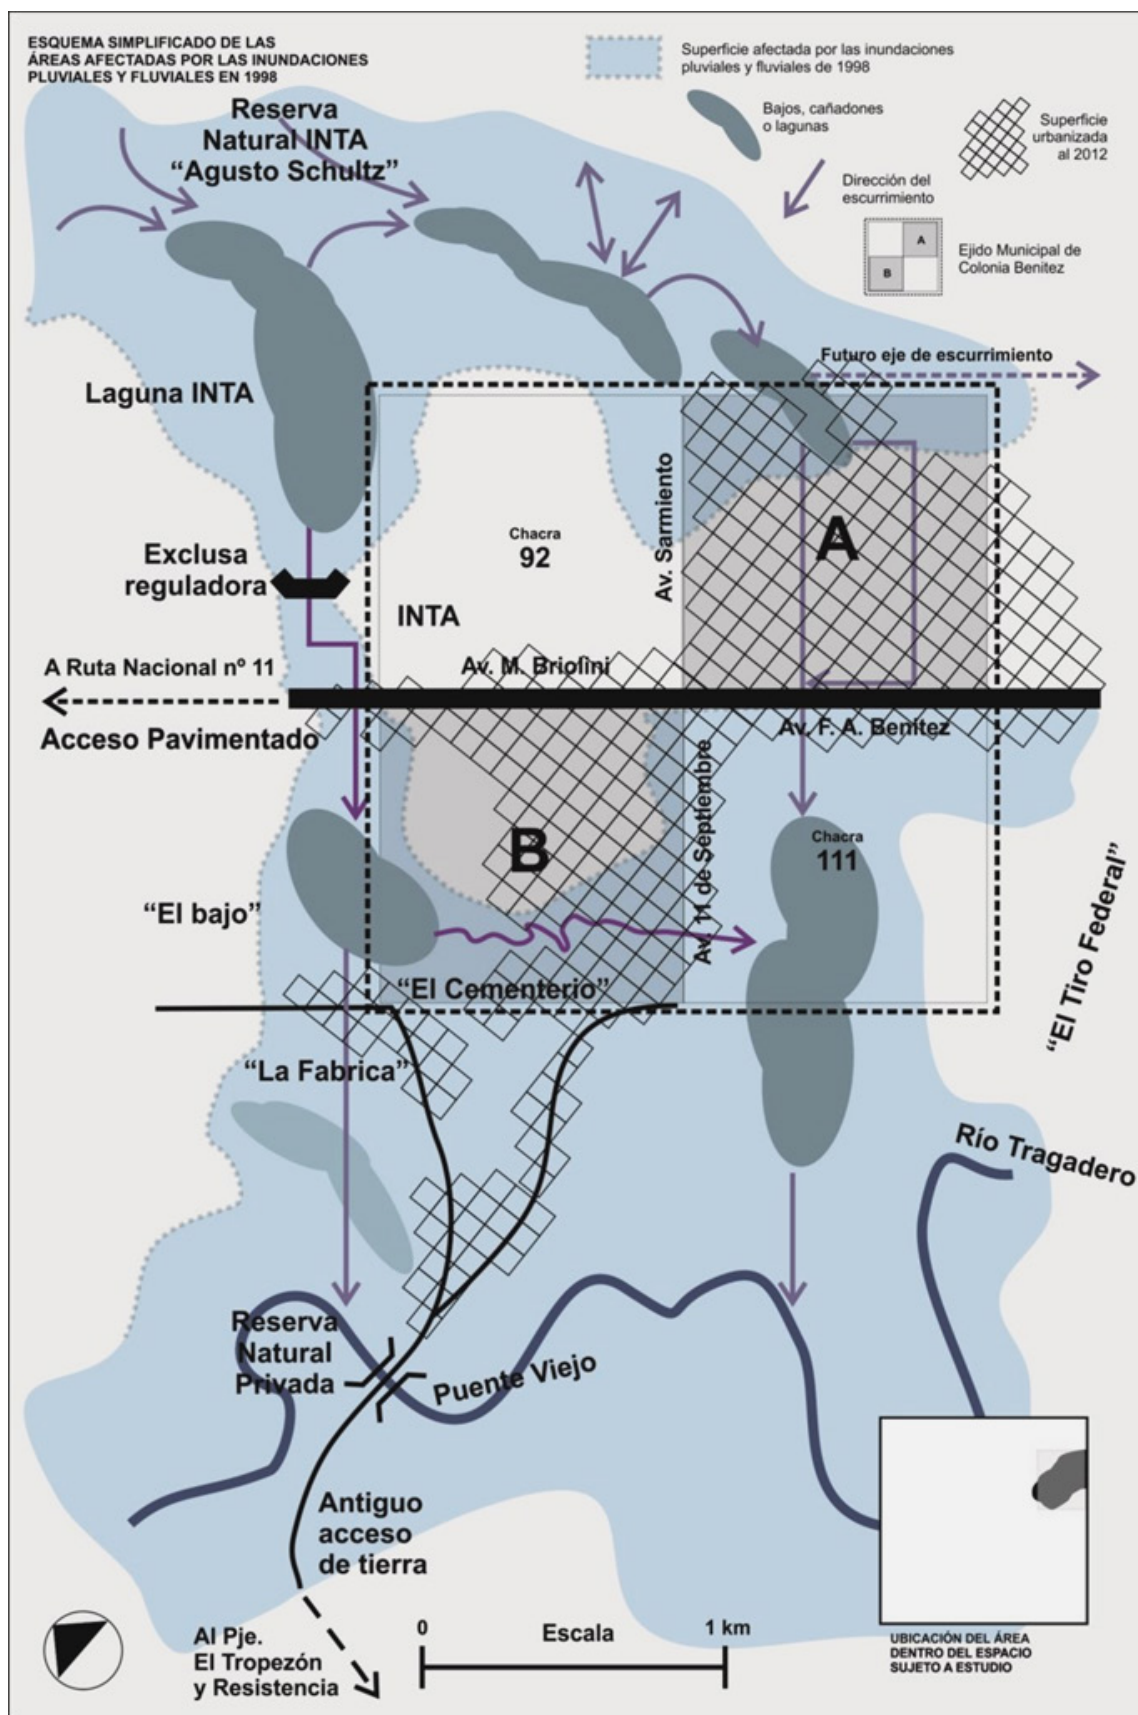 ESQUEMA SIMPLIFICADO DE LAS
ÁREAS AFECTADAS POR LAS INUNDACIONES
PLUVIALES Y FLUVIALES EN 1998
Superficie afectada por las inundaciones
pluviales y fluviales de 1998
Bajos, cañadones
o lagunas
Superficie
urbanizada
al 2012
Dirección del
escurrimiento
A
B
Ejido Municipal de
Colonia Benitez
Reserva
Natural INTA
“Agusto Schultz”
Futuro eje de escurrimiento
Laguna INTA
Av. Sarmiento
Chacra
92
A
Exclusa
reguladora
INTA
A Ruta Nacional nº 11
Av. M. Briolini
Acceso Pavimentado
Av. F. A. Benitez
Av. 11 de Septiembre
B
Chacra
111
“El bajo”
“El Tiro Federal”
“El Cementerio”
“La Fabrica”
Río Tragadero
Reserva
Natural
Privada
Puente Viejo
Antiguo
acceso
de tierra
Al Pje.
El Tropezón
y Resistencia
0
Escala
1 km
UBICACIÓN DEL ÁREA
DENTRO DEL ESPACIO
SUJETO A ESTUDIO